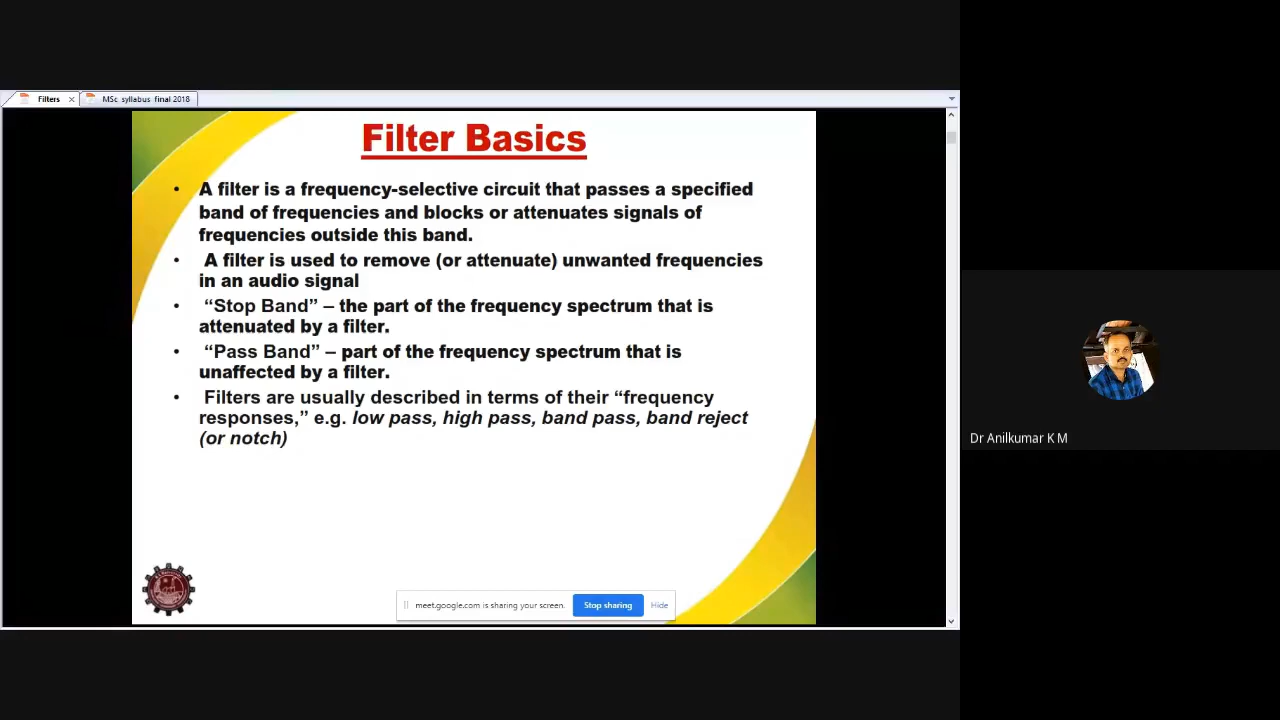 Filters
MSc syllabus final 2018
Filter Basics
• A filter is a frequency-selective circuit that passes a specified
band of frequencies and blocks or attenuates signals of
frequencies outside this band.
• A filter is used to remove (or attenuate) unwanted frequencies
in an audio signal
• “Stop Band” – the part of the frequency spectrum that is
attenuated by a filter.
• “Pass Band” – part of the frequency spectrum that is
unaffected by a filter.
• Filters are usually described in terms of their “frequency
responses,” e.g. low pass, high pass, band pass, band reject
(or notch)
meet.google.com is sharing your screen. Stop sharing Hide
Dr Anilkumar K M